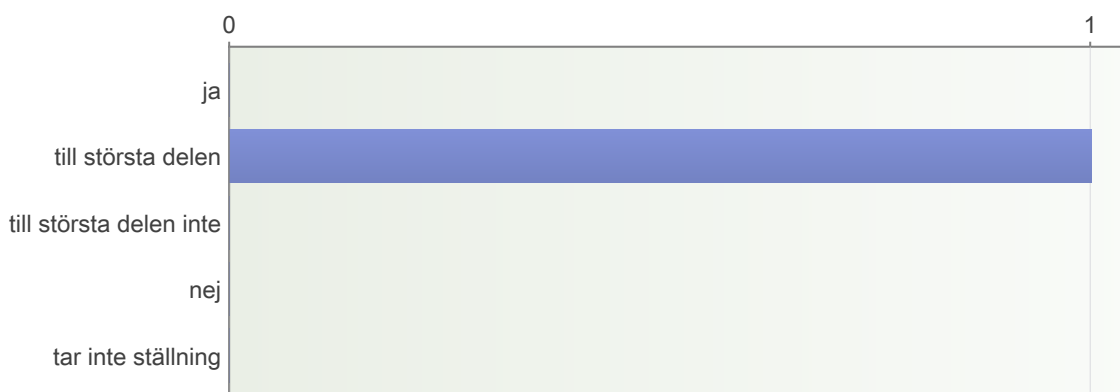 0 1
ja
till största delen
till största delen inte
nej
tar inte ställning